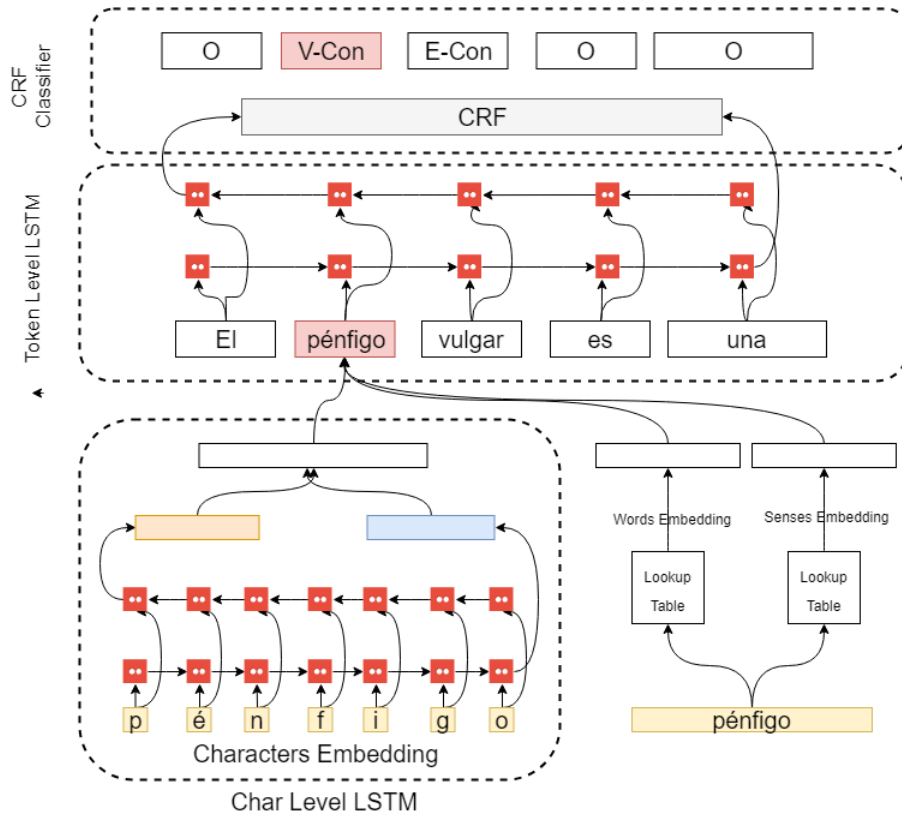 CRF
Classifier
O
V-Con
E-Con
O
O
CRF
Token Level LSTM
El
pénfigo
vulgar
es
una
Words Embedding
Senses Embedding
Lookup
Table
Lookup
Table
p
é
n
f
i
g
o
pénfigo
Characters Embedding
Char Level LSTM